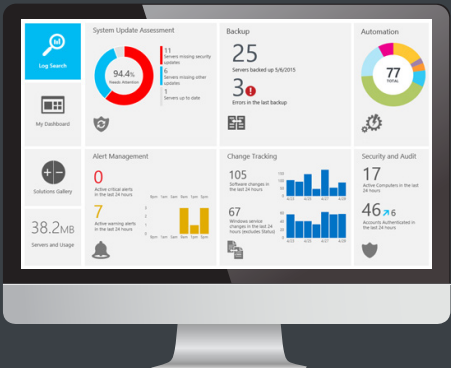 Log Search
My Dashboard
Solutions Gallery
38.2MB
Servers and Usage
System Update Assessment
94.4%
Needs Attention
11
Servers missing security
updates
6
Servers missing other
updates
1
Servers up to date
Backup
25
Servers backed up 5/6/2015
3
Errors in the last backup
Automation
77
TOTAL
Alert Management
0
Active critical alerts
in the last 24 hours
7
Active warning alerts
in the last 24 hours
Change Tracking
105
Software changes in
the last 24 hours
67
Windows service
changes in the last 24
hours (excludes Status)
Security and Audit
17
Active Computers in the last
24 hours
46
6
Accounts Authenticated in
the last 24 hours